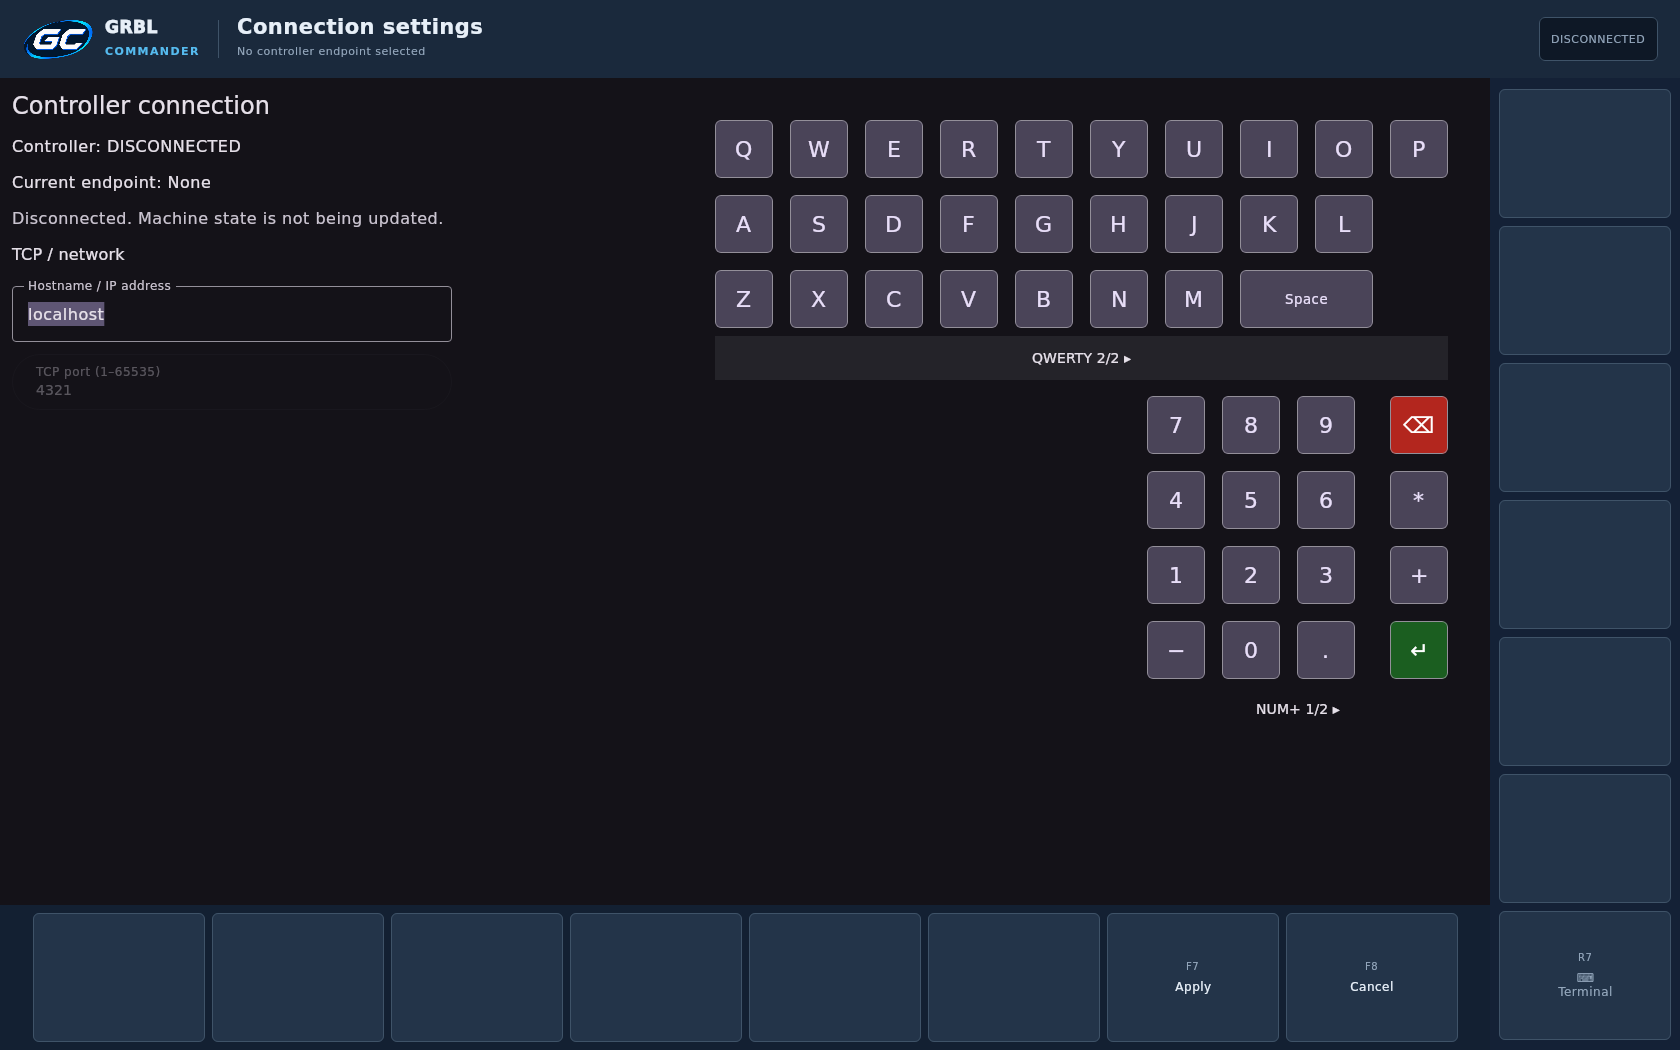 GC
GRBL
COMMANDER
Connection settings
No controller endpoint selected
DISCONNECTED
Controller connection
Controller: DISCONNECTED
Current endpoint: None
Disconnected. Machine state is not being updated.
TCP / network
Hostname / IP address
localhost
TCP port (1–65535)
4321
Q W E R T Y U I O P
A S D F G H J K L
Z X C V B N M Space
QWERTY 2/2 ▸
7 8 9 ⌫
4 5 6 *
1 2 3 +
− 0 . ↵
NUM+ 1/2 ▸
F7
Apply
F8
Cancel
R7
⌨
Terminal